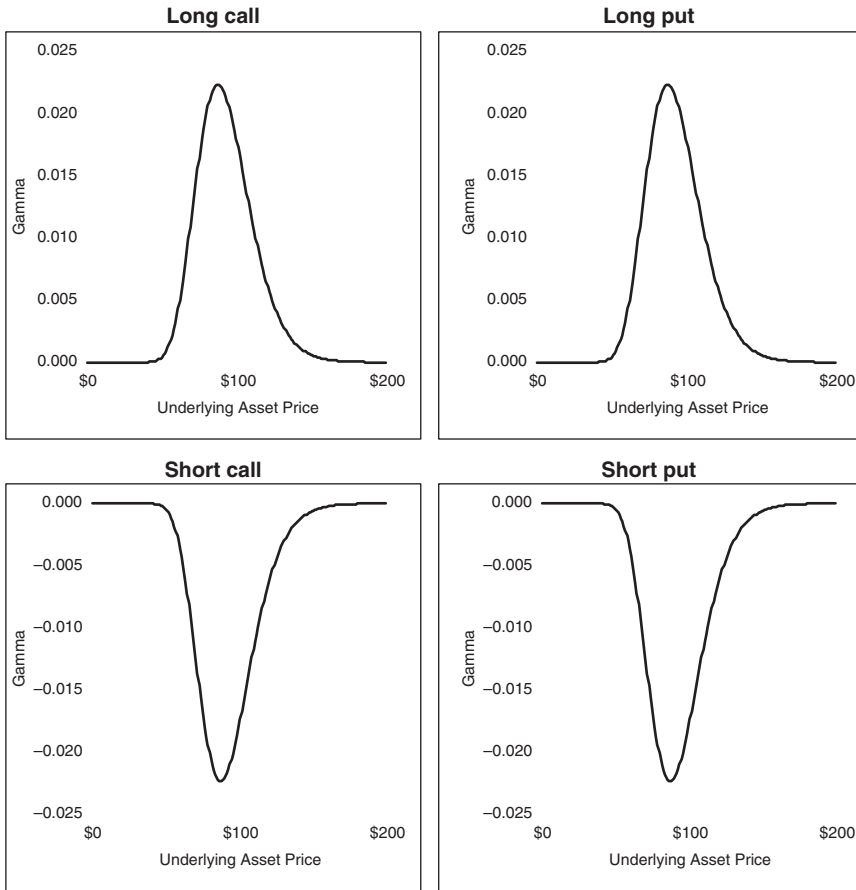 Long call
0.025
0.020
0.015
0.010
0.005
0.000
Gamma
$0 $100 $200
Underlying Asset Price
Long put
0.025
0.020
0.015
0.010
0.005
0.000
Gamma
$0 $100 $200
Underlying Asset Price
Short call
0.000
–0.005
–0.010
–0.015
–0.020
–0.025
Gamma
$0 $100 $200
Underlying Asset Price
Short put
0.000
–0.005
–0.010
–0.015
–0.020
–0.025
Gamma
$0 $100 $200
Underlying Asset Price